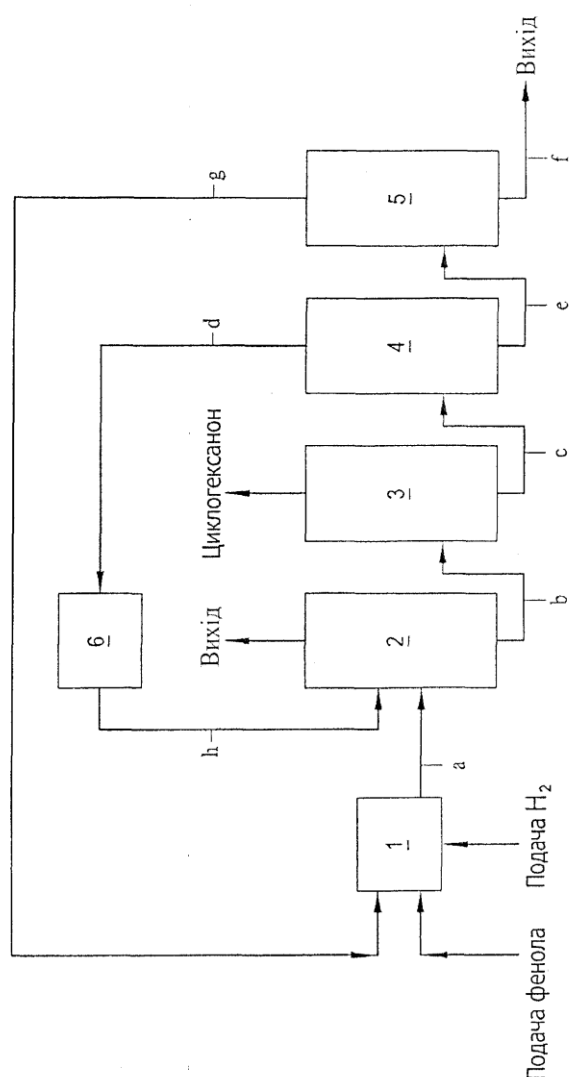 Подача фенола
Подача H₂
1
a
h
6
2
Вихід
b
3
Циклогексанон
c
d
4
e
g
5
f
Вихід